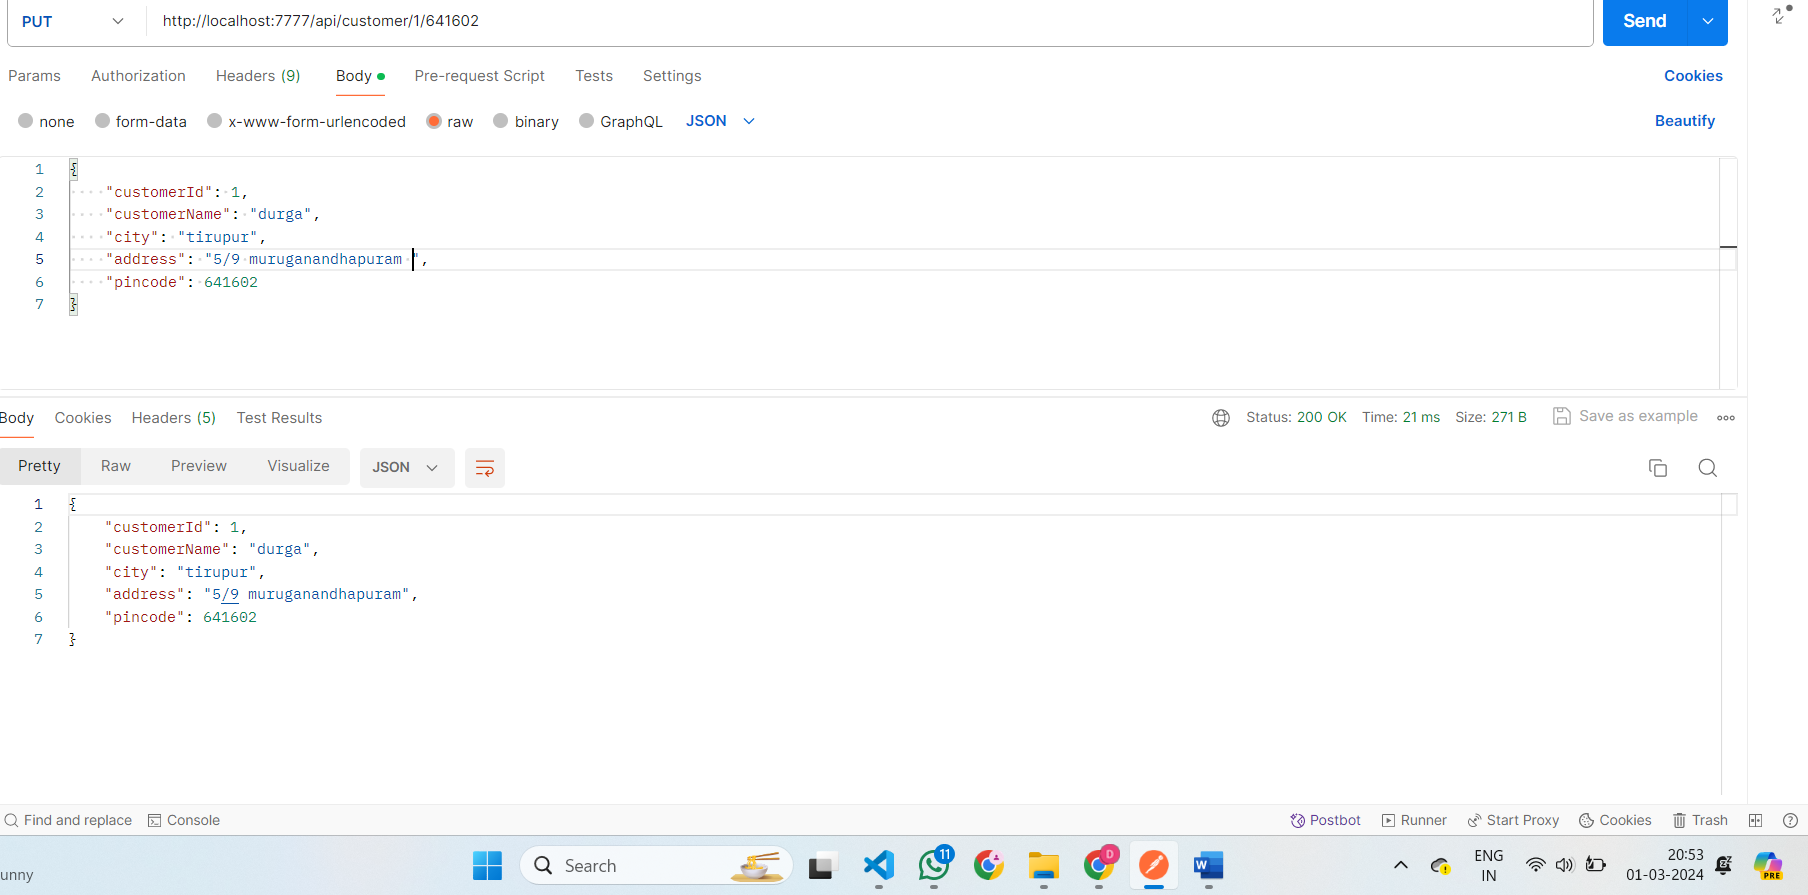 PUT http://localhost:7777/api/customer/1/641602 Send
Params Authorization Headers (9) Body Pre-request Script Tests Settings Cookies
none form-data x-www-form-urlencoded raw binary GraphQL JSON Beautify
1 {
2 "customerId": 1,
3 "customerName": "durga",
4 "city": "tirupur",
5 "address": "5/9 muruganandhapuram ",
6 "pincode": 641602
7 }
Body Cookies Headers (5) Test Results Status: 200 OK Time: 21 ms Size: 271 B Save as example
Pretty Raw Preview Visualize JSON
1 {
2 "customerId": 1,
3 "customerName": "durga",
4 "city": "tirupur",
5 "address": "5/9 muruganandhapuram",
6 "pincode": 641602
7 }
Find and replace Console Postbot Runner Start Proxy Cookies Trash
unny Search 11 D W ENG IN 20:53 01-03-2024 PRE